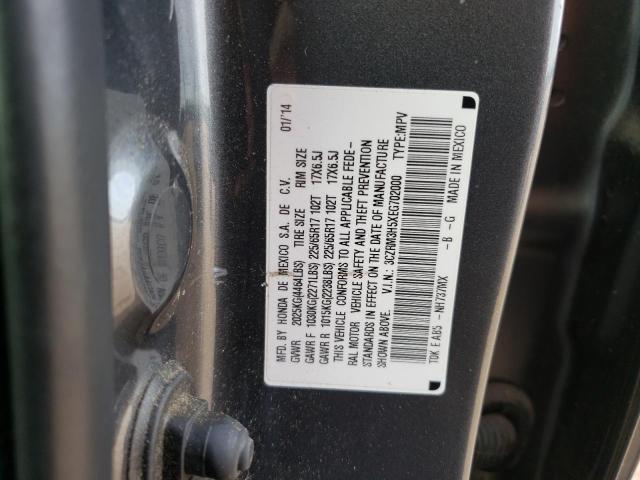 MFD. BY HONDA DE MEXICO S.A. DE C.V. 01/'14
GVWR 2025KG(4464LBS) TIRE SIZE RIM SIZE
GAWR F 1030KG(2271LBS) 225/65R17 102T 17X6.5J
GAWR R 1015KG(2238LBS) 225/65R17 102T 17X6.5J
THIS VEHICLE CONFORMS TO ALL APPLICABLE FEDE-
RAL MOTOR VEHICLE SAFETY AND THEFT PREVENTION
STANDARDS IN EFFECT ON THE DATE OF MANUFACTURE
SHOWN ABOVE. V.I.N.: 3CZRM3H5XEG702000 TYPE:MPV
TOK E AB5 -NH737MX -B -G MADE IN MEXICO